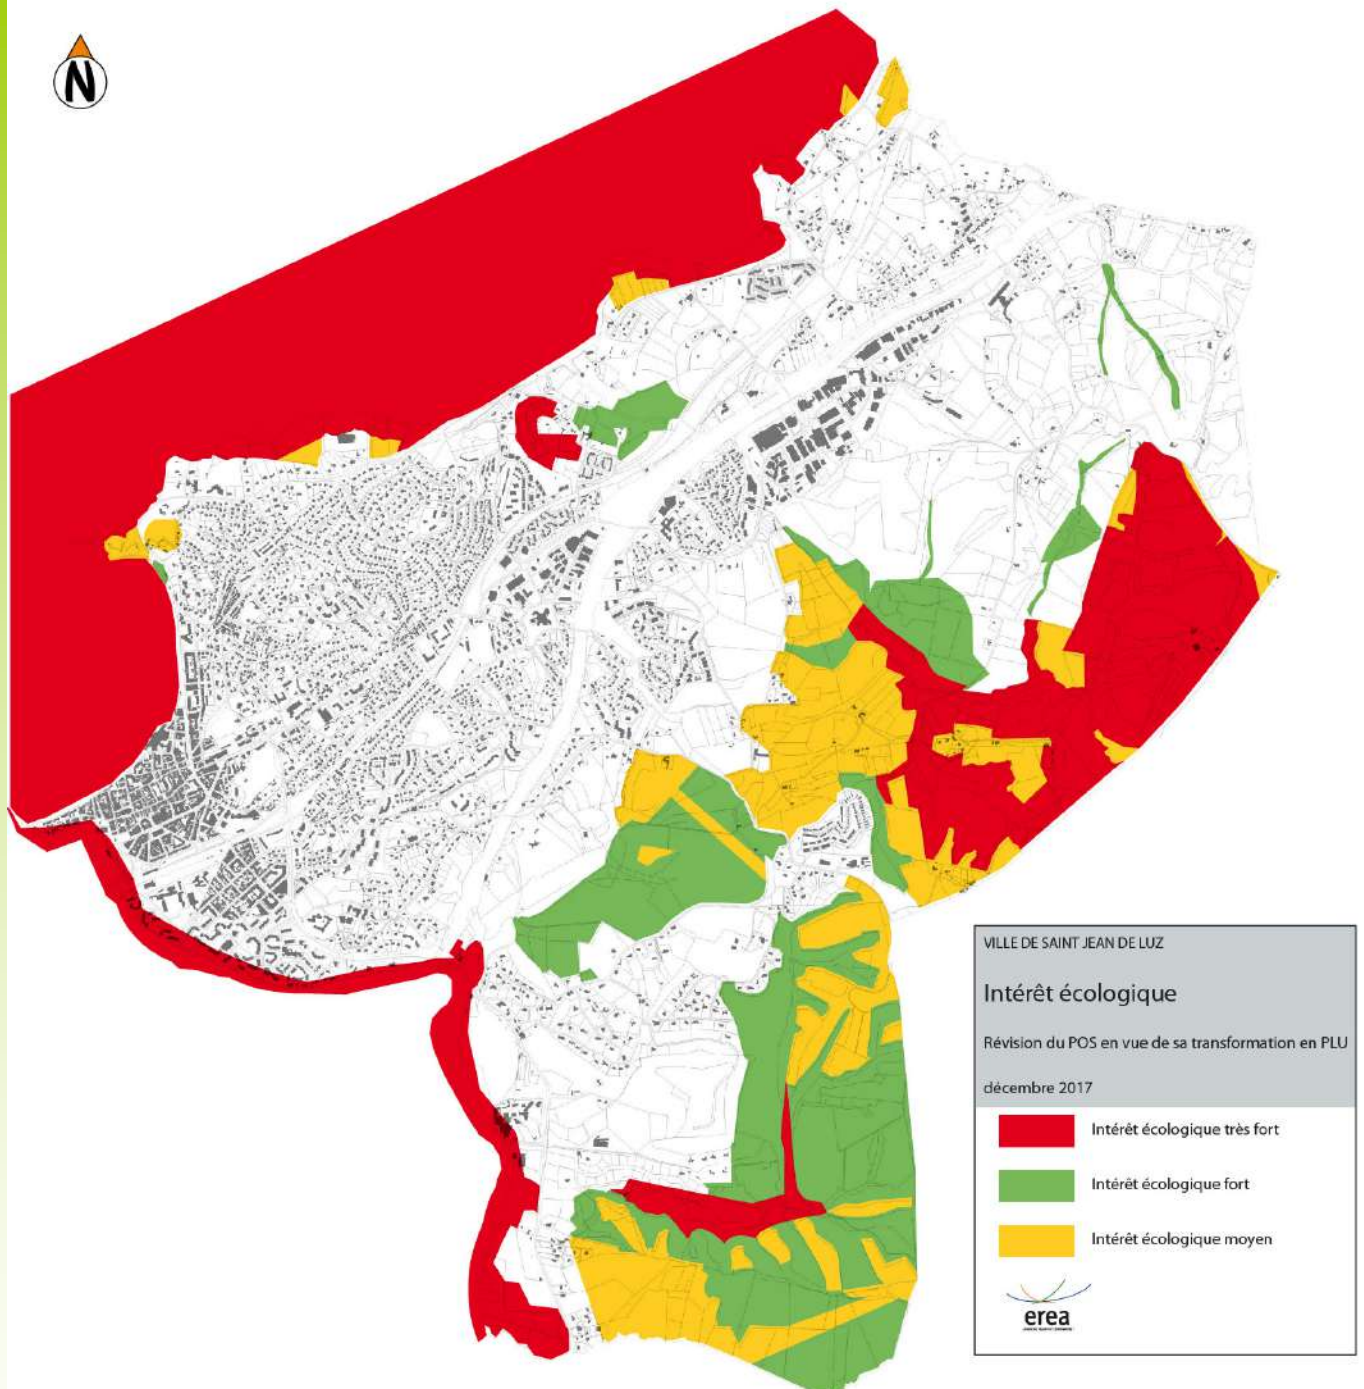 N
VILLE DE SAINT JEAN DE LUZ
Intérêt écologique
Révision du POS en vue de sa transformation en PLU
décembre 2017
Intérêt écologique très fort
Intérêt écologique fort
Intérêt écologique moyen
erea